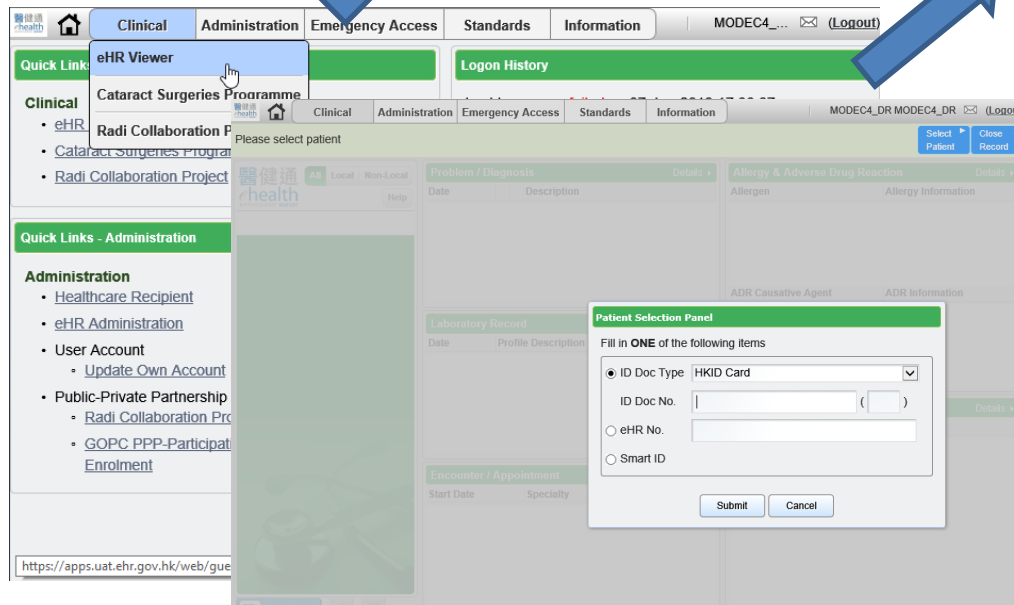 醫健通
ehealth
Clinical Administration Emergency Access Standards Information MODEC4_... (Logout)
eHR Viewer
Cataract Surgeries Programme
Radi Collaboration P
Quick Link
Logon History
Clinical
eHR
Cataract Surgeries Program
Radi Collaboration Project
Quick Links - Administration
Administration
Healthcare Recipient
eHR Administration
User Account
Update Own Account
Public-Private Partnership
Radi Collaboration Pro
GOPC PPP-Participati
Enrolment
https://apps.uat.ehr.gov.hk/web/gue
醫健通
ehealth
Clinical Administration Emergency Access Standards Information MODEC4_DR MODEC4_DR (Logou
Please select patient
Select Patient
Close Record
醫健通
ehealth
All Local Non-Local
Help
Problem / Diagnosis Details
Date Description
Allergy & Adverse Drug Reaction Details
Allergen Allergy Information
ADR Causative Agent ADR Information
Laboratory Record
Date Profile Description
Details
Encounter / Appointment
Start Date Specialty
Patient Selection Panel
Fill in ONE of the following items
ID Doc Type HKID Card
ID Doc No. ( )
eHR No.
Smart ID
Submit Cancel